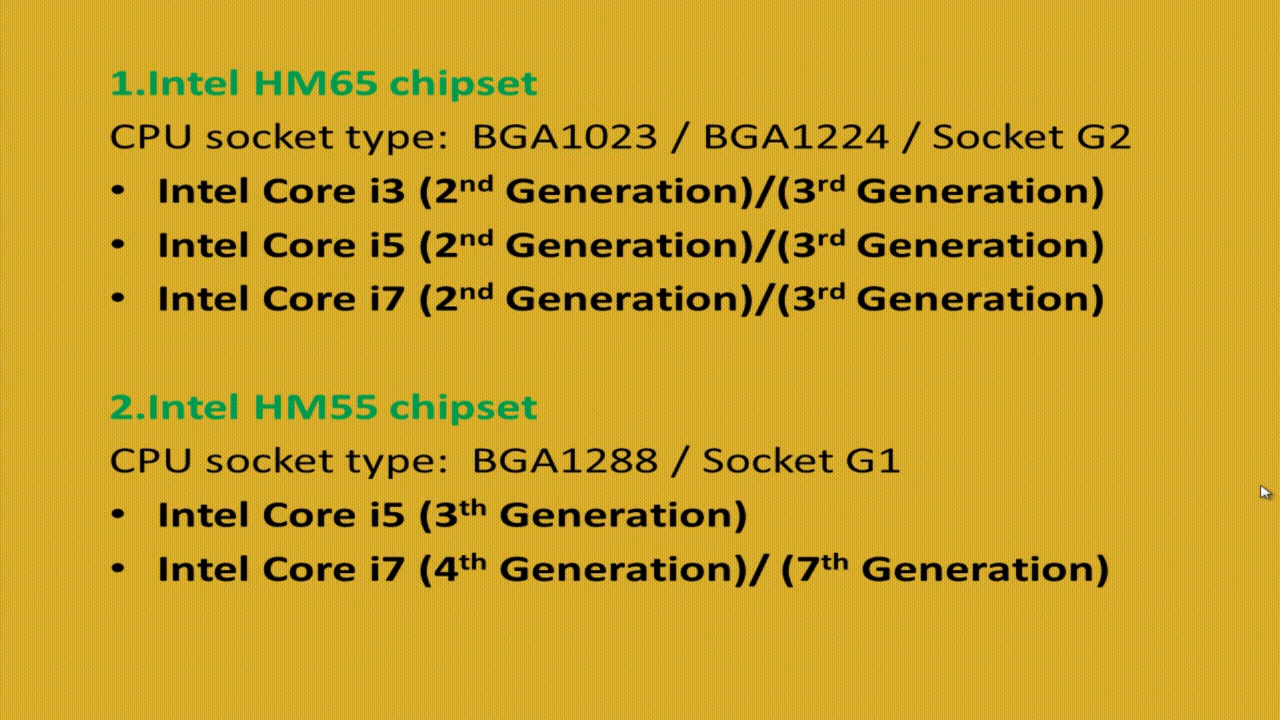 1.Intel HM65 chipset
CPU socket type:  BGA1023 / BGA1224 / Socket G2
• Intel Core i3 (2nd Generation)/(3rd Generation)
• Intel Core i5 (2nd Generation)/(3rd Generation)
• Intel Core i7 (2nd Generation)/(3rd Generation)
2.Intel HM55 chipset
CPU socket type:  BGA1288 / Socket G1
• Intel Core i5 (3th Generation)
• Intel Core i7 (4th Generation)/ (7th Generation)